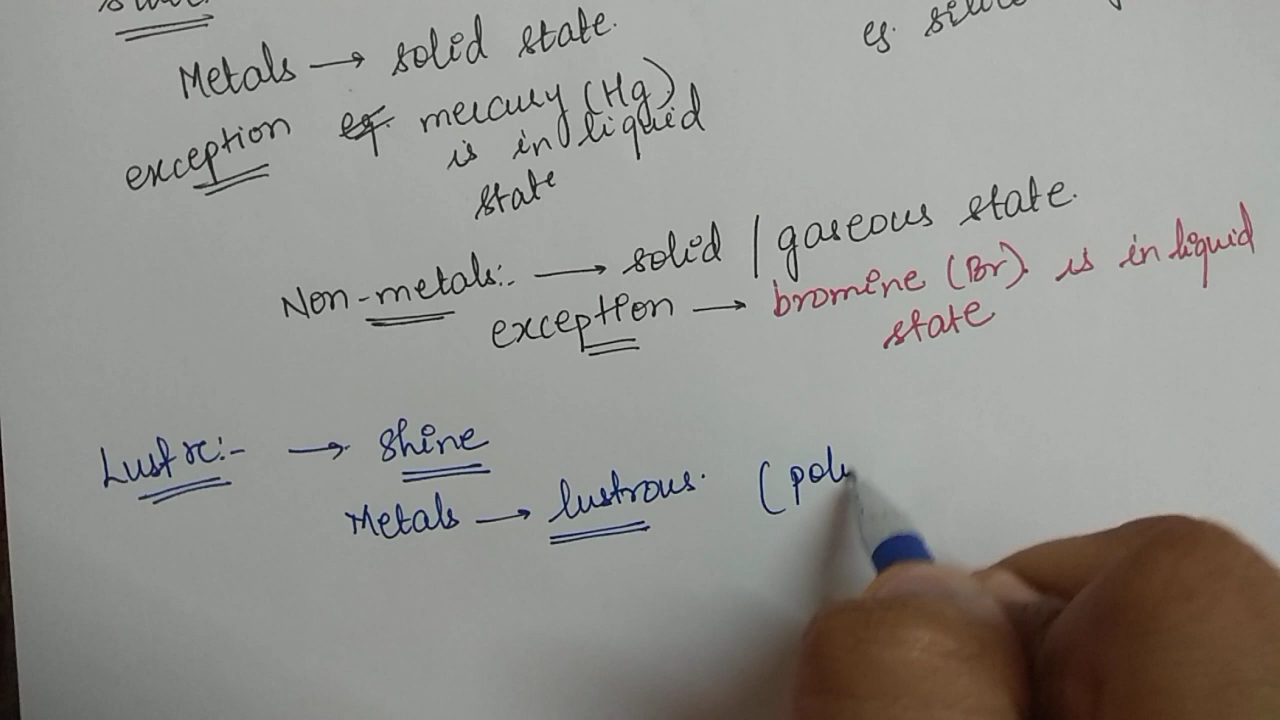 Metals → solid state.
exception eg. mercury (Hg)
is in liquid
state
Non-metals:. → solid / gaseous state.
exception → bromine (Br). is in liquid
state
Lustre:- → shine
Metals → lustrous. (pol